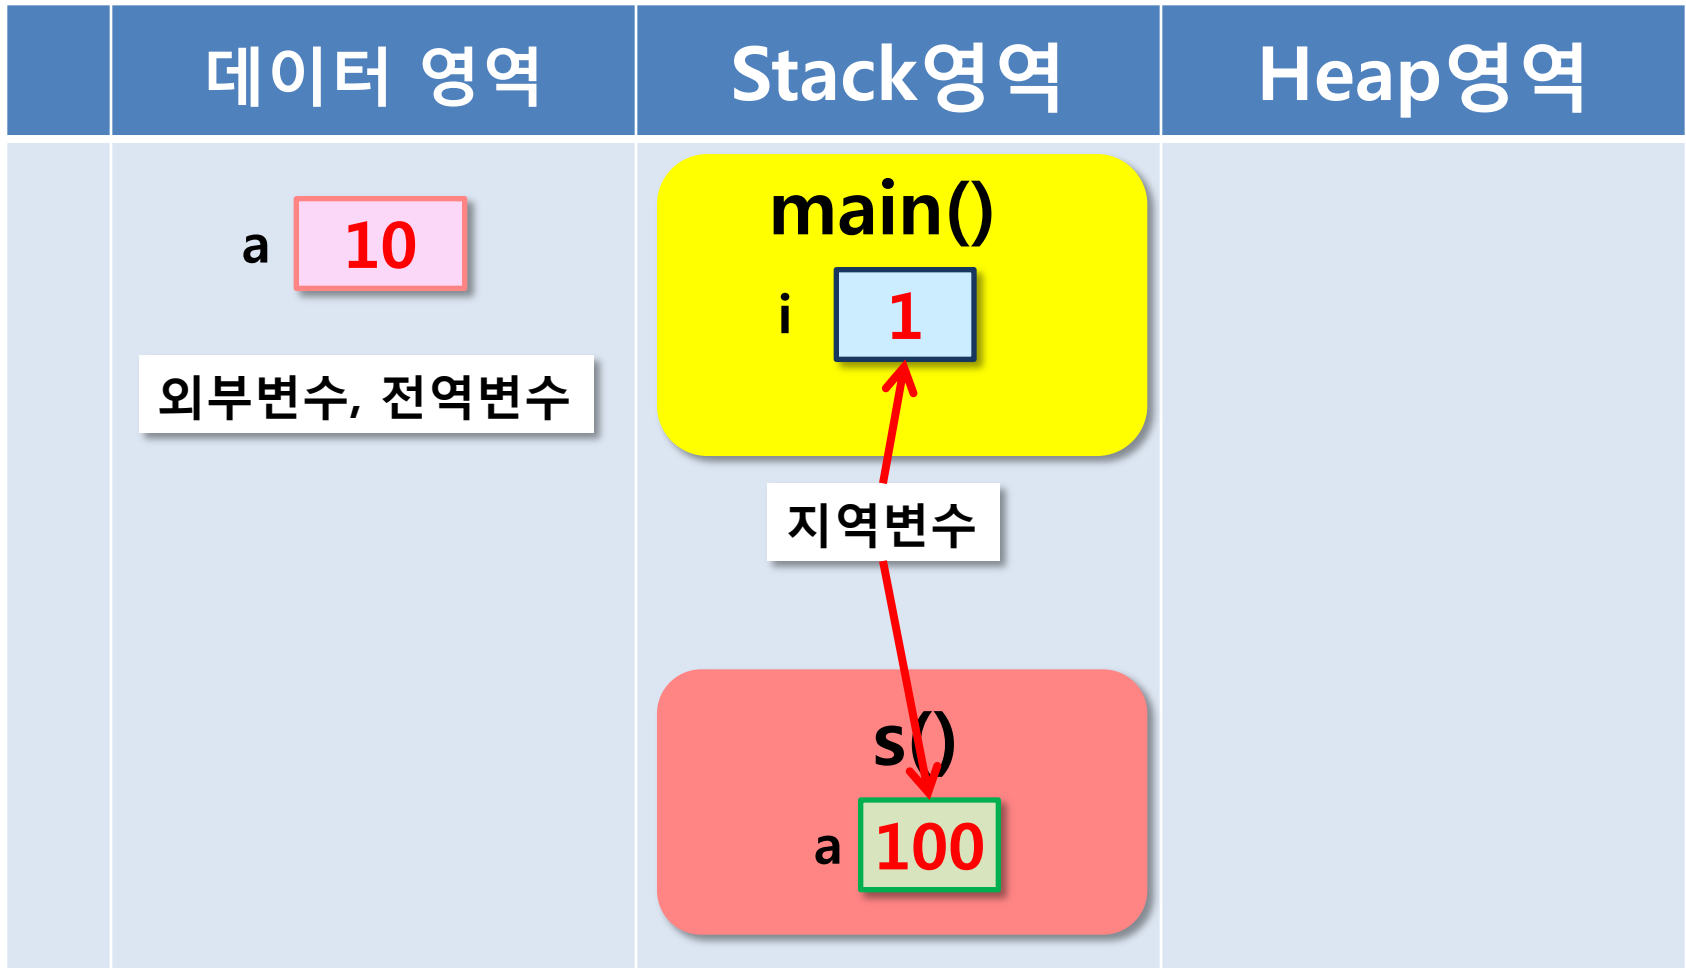 데이터 영역
Stack영역
Heap영역
a 10
외부변수, 전역변수
main()
i 1
지역변수
s()
a 100